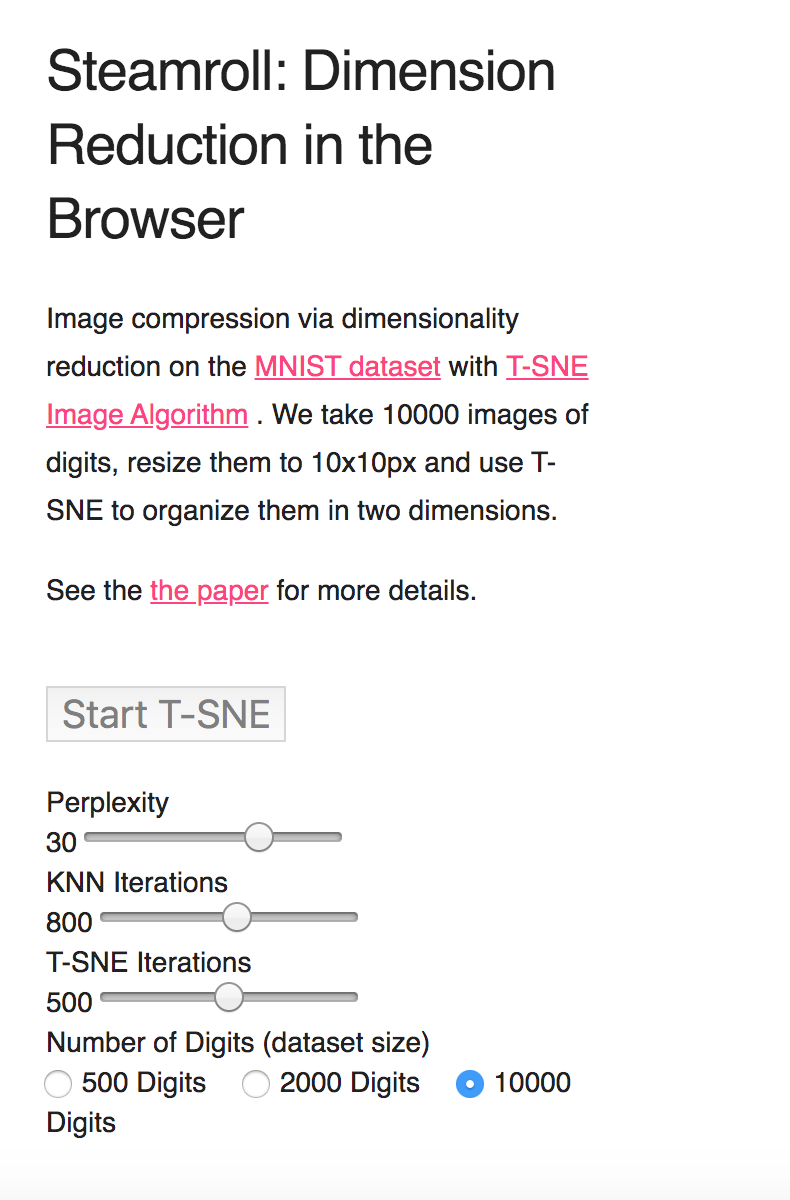 Steamroll: Dimension
Reduction in the
Browser
Image compression via dimensionality
reduction on the MNIST dataset with T-SNE
Image Algorithm . We take 10000 images of
digits, resize them to 10x10px and use T-
SNE to organize them in two dimensions.
See the the paper for more details.
Start T-SNE
Perplexity
30
KNN Iterations
800
T-SNE Iterations
500
Number of Digits (dataset size)
500 Digits 2000 Digits 10000
Digits